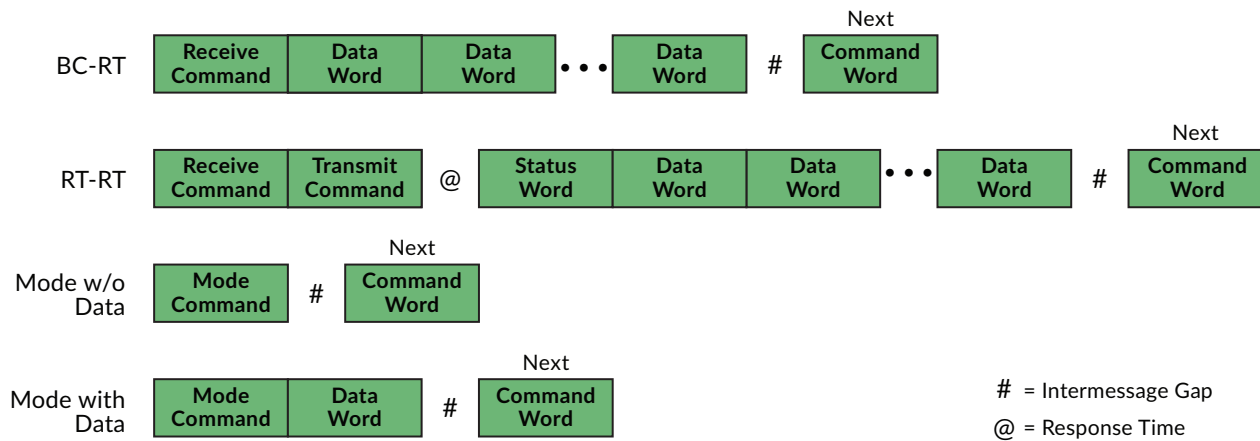 Next
BC-RT
Receive Command
Data Word
Data Word
•••
Data Word
#
Command Word
Next
RT-RT
Receive Command
Transmit Command
@
Status Word
Data Word
Data Word
•••
Data Word
#
Command Word
Next
Mode w/o Data
Mode Command
#
Command Word
Next
Mode with Data
Mode Command
Data Word
#
Command Word
# = Intermessage Gap
@ = Response Time